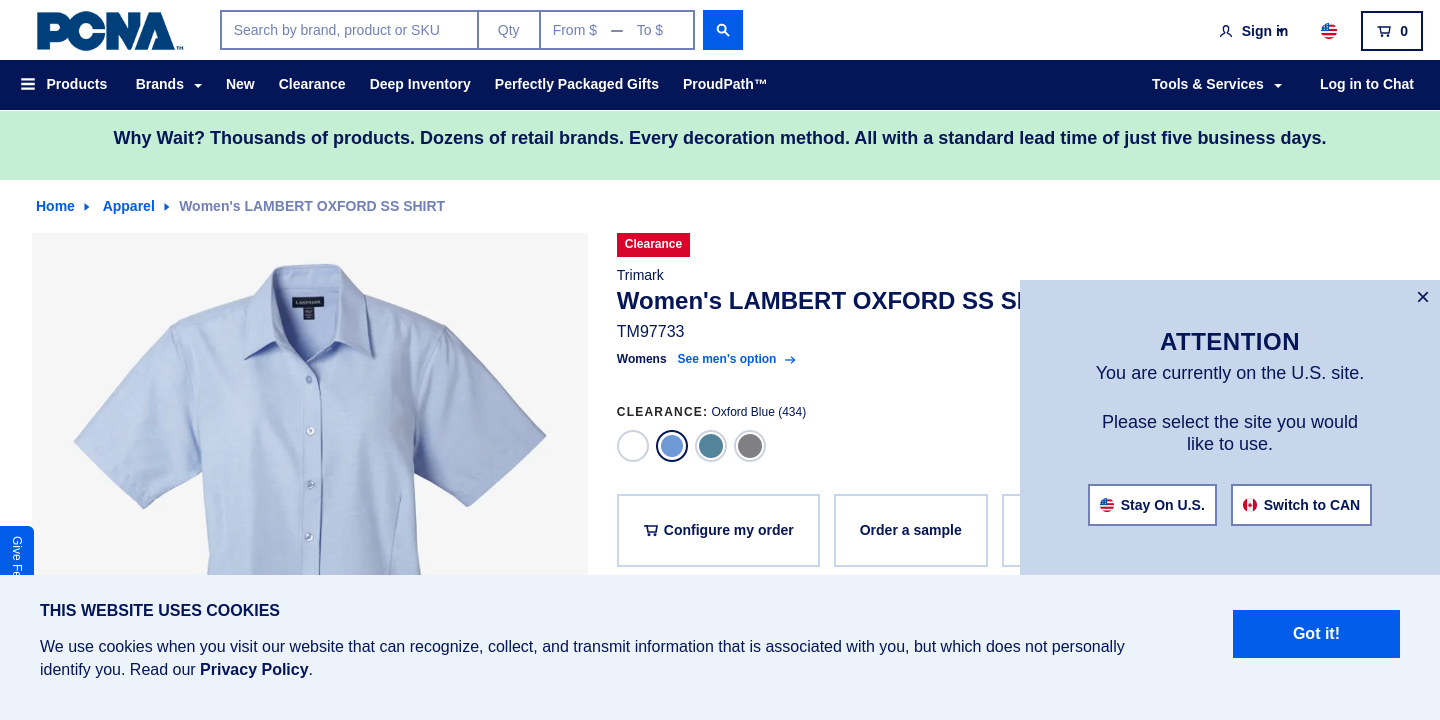 PCNA™
Search by brand, product or SKU
Qty
From $ — To $
Sign in
0
Products
Brands
New
Clearance
Deep Inventory
Perfectly Packaged Gifts
ProudPath™
Tools & Services
Log in to Chat
Why Wait? Thousands of products. Dozens of retail brands. Every decoration method. All with a standard lead time of just five business days.
Home
Apparel
Women's LAMBERT OXFORD SS SHIRT
LANDMARK
Clearance
Trimark
Women's LAMBERT OXFORD SS
TM97733
Womens See men's option
CLEARANCE: Oxford Blue (434)
Configure my order
Order a sample
×
ATTENTION
You are currently on the U.S. site.
Please select the site you would
like to use.
Stay On U.S.
Switch to CAN
Give
THIS WEBSITE USES COOKIES
We use cookies when you visit our website that can recognize, collect, and transmit information that is associated with you, but which does not personally
identify you. Read our Privacy Policy.
Got it!